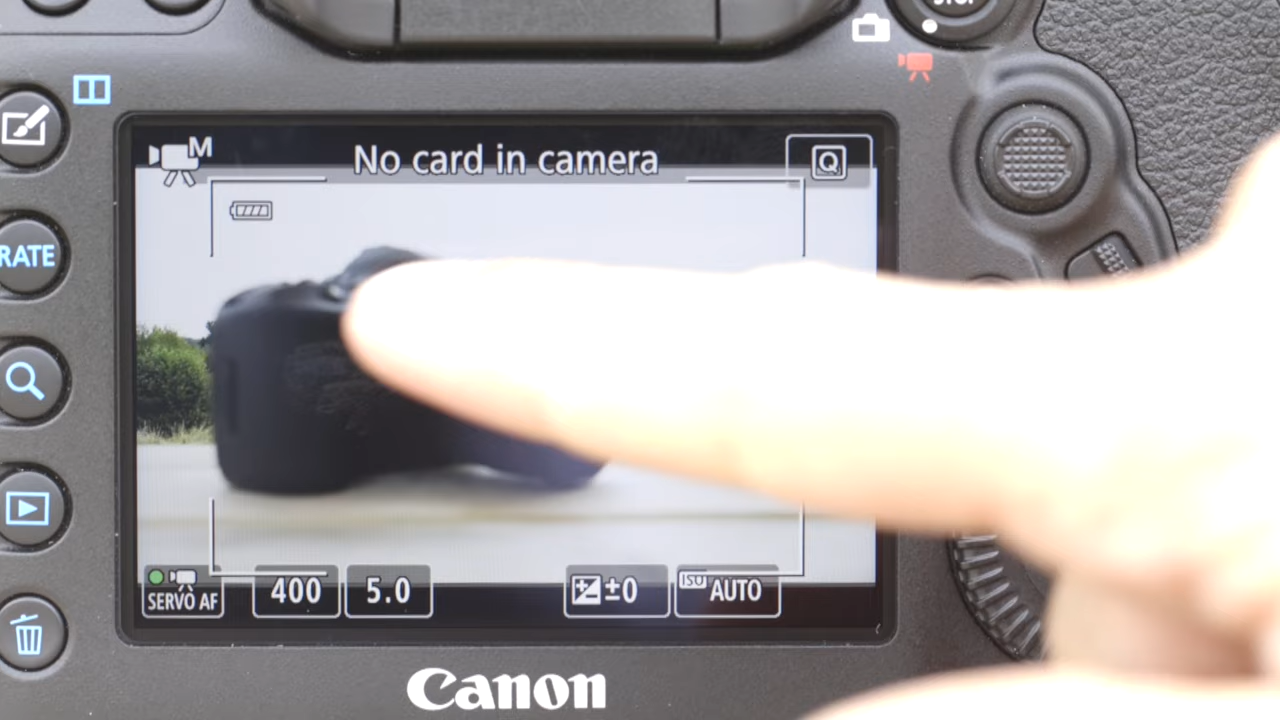 M
No card in camera
Q
RATE
SERVO AF
400
5.0
±0
ISO AUTO
Canon